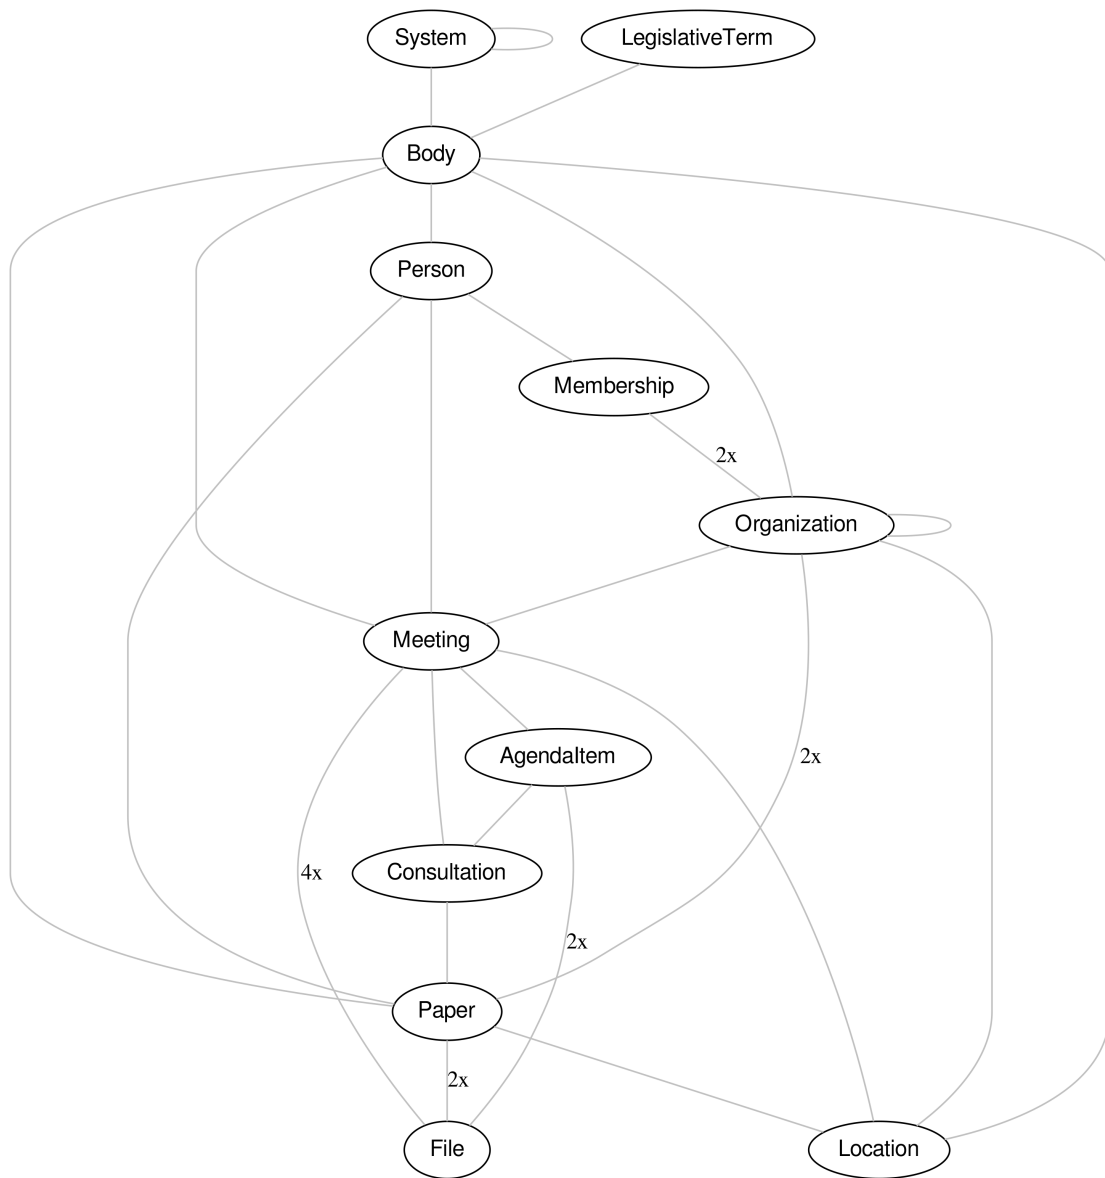 System
LegislativeTerm
Body
Person
Membership
2x
Organization
Meeting
AgendaItem
2x
Consultation
4x
2x
Paper
2x
File
Location